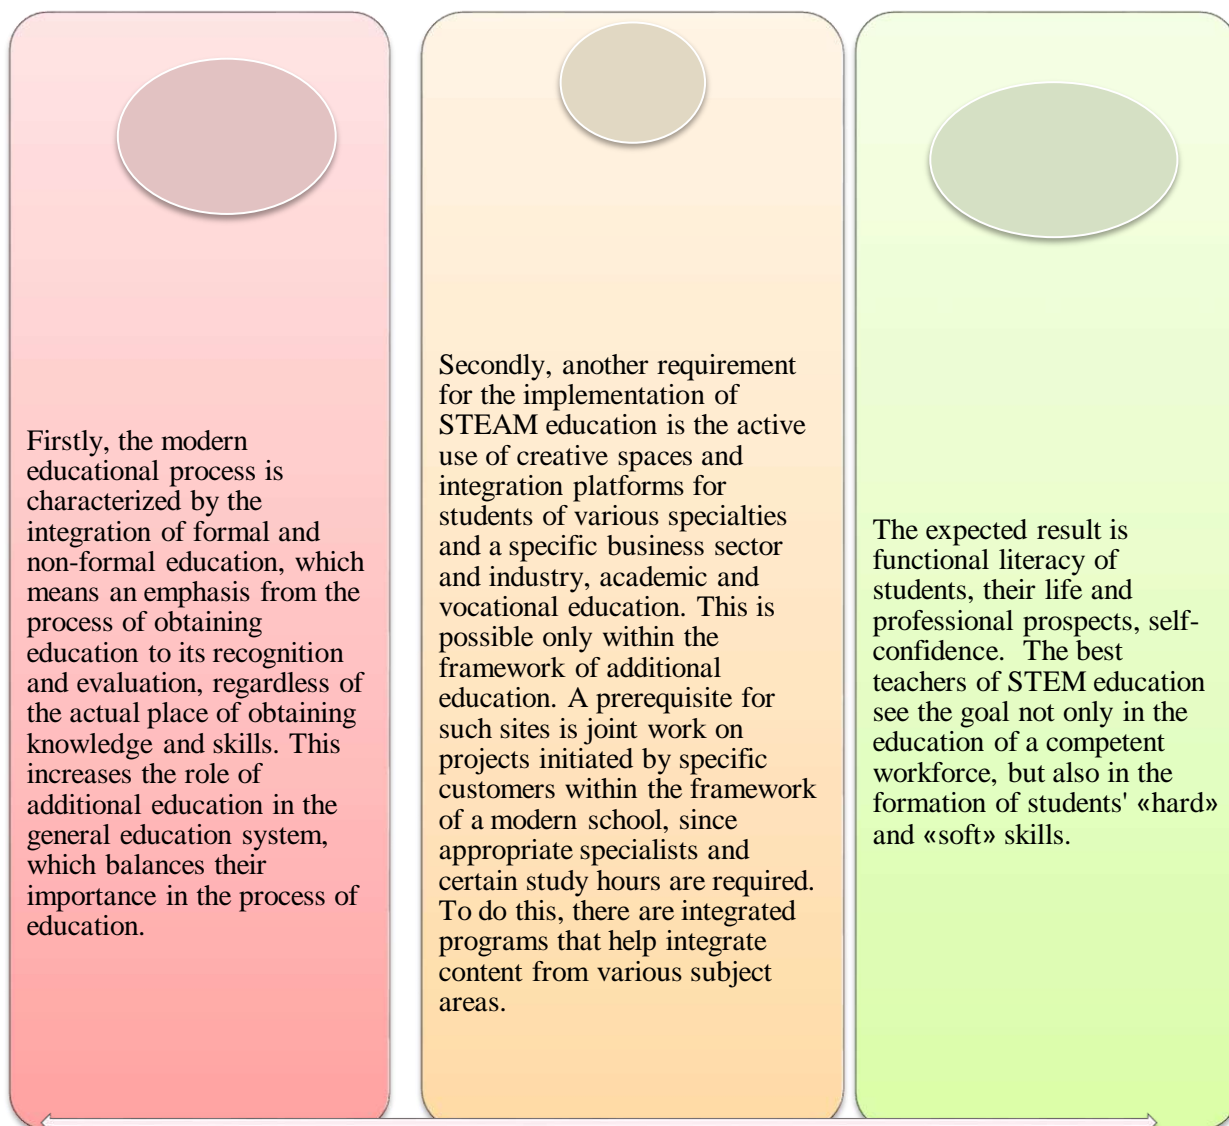 Firstly, the modern
educational process is
characterized by the
integration of formal and
non-formal education, which
means an emphasis from the
process of obtaining
education to its recognition
and evaluation, regardless of
the actual place of obtaining
knowledge and skills. This
increases the role of
additional education in the
general education system,
which balances their
importance in the process of
education.
Secondly, another requirement
for the implementation of
STEAM education is the active
use of creative spaces and
integration platforms for
students of various specialties
and a specific business sector
and industry, academic and
vocational education. This is
possible only within the
framework of additional
education. A prerequisite for
such sites is joint work on
projects initiated by specific
customers within the framework
of a modern school, since
appropriate specialists and
certain study hours are required.
To do this, there are integrated
programs that help integrate
content from various subject
areas.
The expected result is
functional literacy of
students, their life and
professional prospects, self-
confidence. The best
teachers of STEM education
see the goal not only in the
education of a competent
workforce, but also in the
formation of students' «hard»
and «soft» skills.